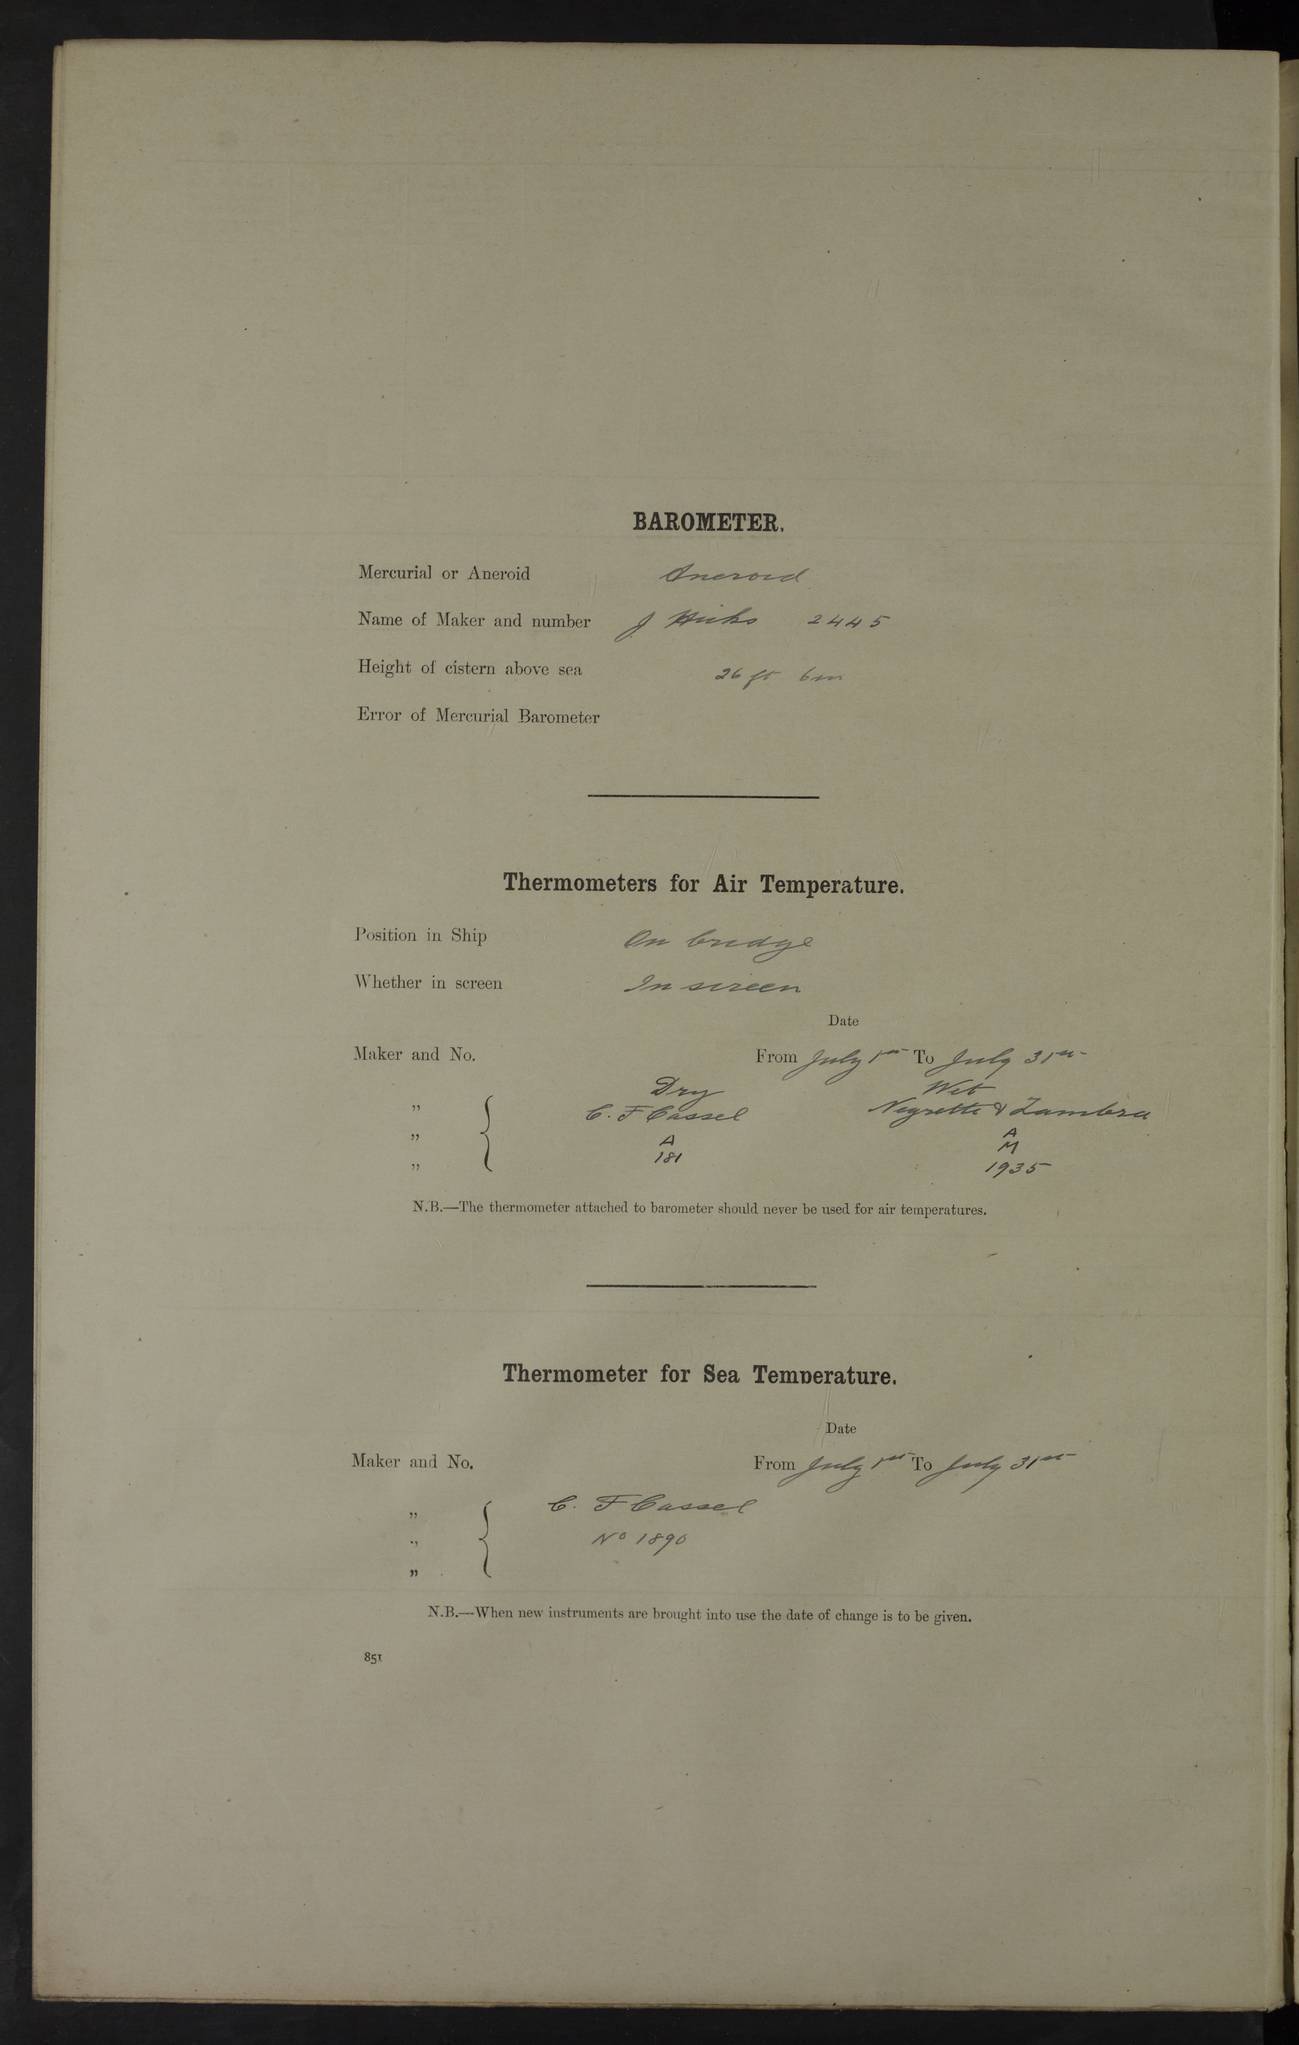 BAROMETER.
Mercurial or Aneroid Aneroid
Name of Maker and number J Hicks 2445
Height of cistern above sea 26 ft 6 in
Error of Mercurial Barometer
Thermometers for Air Temperature.
Position in Ship On bridge
Whether in screen In screen
Date
Maker and No. From July 1st To July 31st
Dry Wet
„ C. F Cassel Negretti & Zambra
„ A A
M
„ 181 1935
N.B.—The thermometer attached to barometer should never be used for air temperatures.
Thermometer for Sea Temperature.
Date
Maker and No. From July 1st To July 31st
„ C. F Cassel
„ No 1890
„
N.B.—When new instruments are brought into use the date of change is to be given.
851